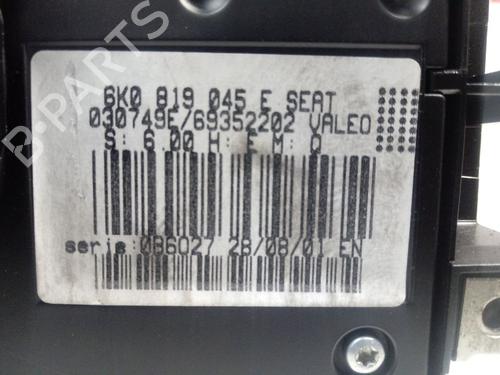 B-PARTS
6K0 819 045 E SEAT
030749E/69352202 VALEO
S: 6.00 H: E M: Q
serie:0B6027 28/08/01 EN